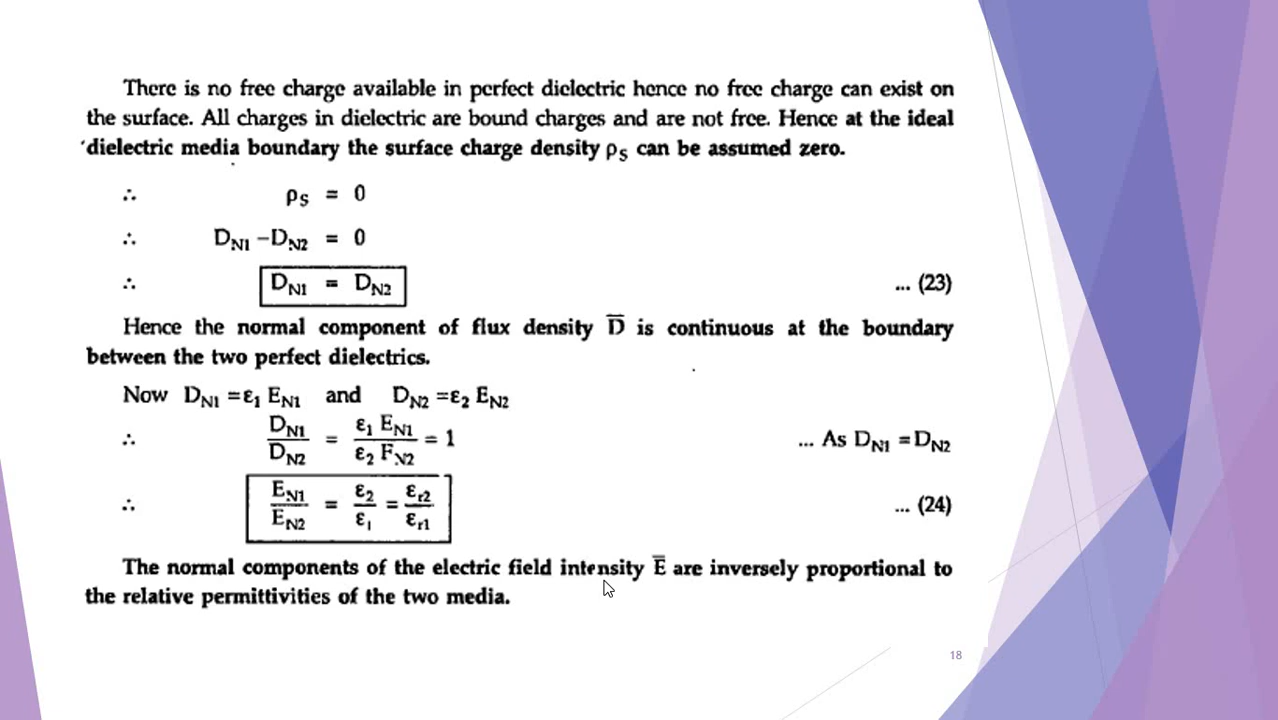 There is no free charge available in perfect dielectric hence no free charge can exist on
the surface. All charges in dielectric are bound charges and are not free. Hence at the ideal
dielectric media boundary the surface charge density ρS can be assumed zero.
∴ ρS = 0
∴ DN1 −DN2 = 0
∴ DN1 = DN2 ... (23)
Hence the normal component of flux density D̅ is continuous at the boundary
between the two perfect dielectrics.
Now DN1 =ε1 EN1 and DN2 =ε2 EN2
∴ DN1/DN2 = ε1 EN1/ε2 EN2 = 1 ... As DN1 =DN2
∴ EN1/EN2 = ε2/ε1 = εr2/εr1 ... (24)
The normal components of the electric field intensity E̅ are inversely proportional to
the relative permittivities of the two media.
18